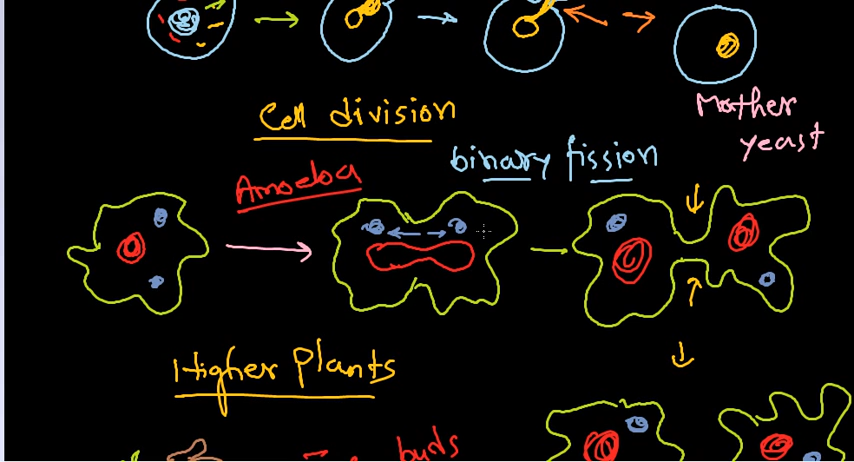 Mother
yeast
Cell division
binary fission
Amoeba
Higher Plants
buds